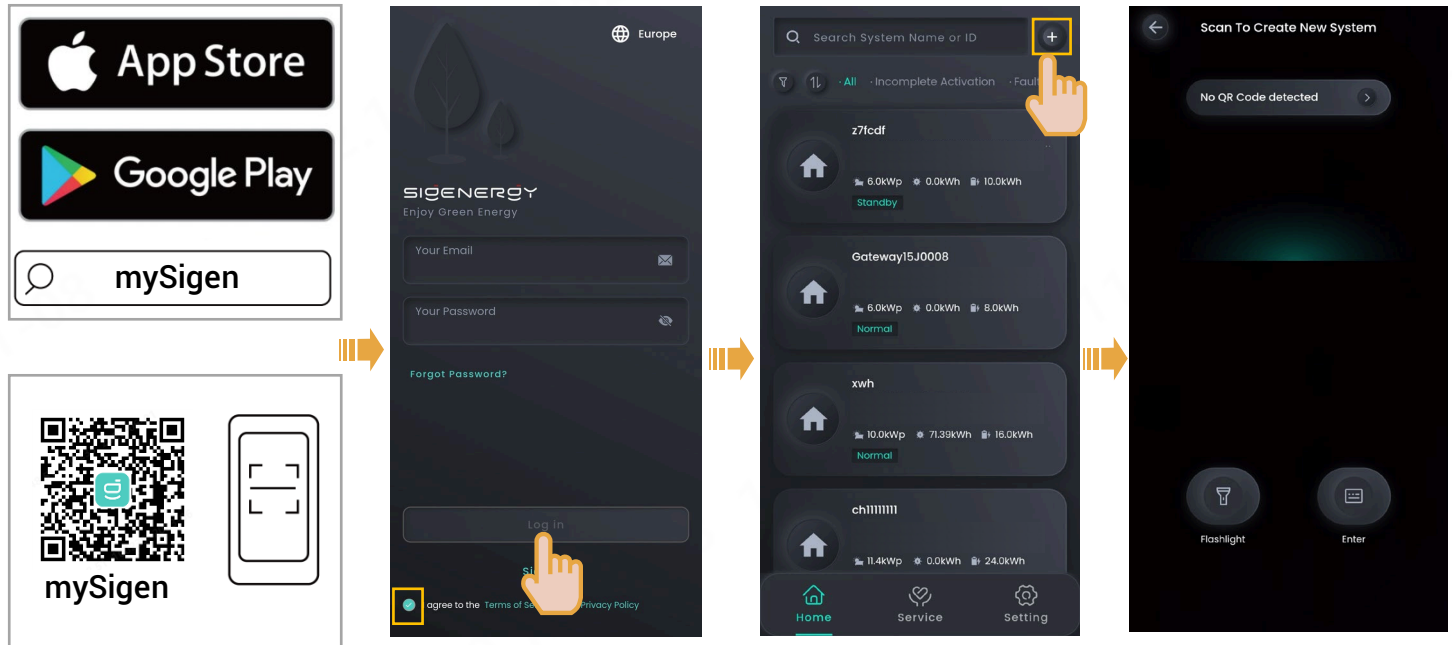 App Store
Google Play
mySigen
mySigen
Europe
SIGENERGY
Enjoy Green Energy
Your Email
Your Password
Forgot Password?
Log in
agree to the Terms of Privacy Policy
Search System Name or ID
All · Incomplete Activation · Fault
z7fcdf
6.0kWp 0.0kWh 10.0kWh
Standby
Gateway15J0008
6.0kWp 0.0kWh 8.0kWh
Normal
xwh
10.0kWp 71.39kWh 16.0kWh
Normal
ch11111111
11.4kWp 0.0kWh 24.0kWh
Home Service Setting
Scan To Create New System
No QR Code detected
Flashlight Enter